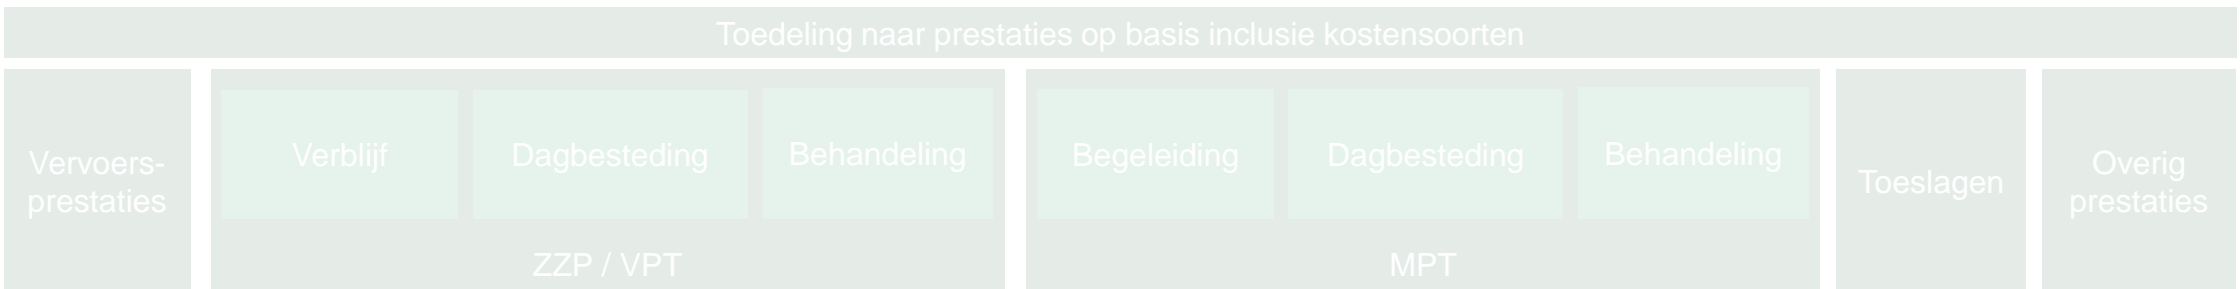 Toedeling naar prestaties op basis inclusie kostensoorten
Vervoers-
prestaties
Verblijf
Dagbesteding
Behandeling
ZZP / VPT
Begeleiding
Dagbesteding
Behandeling
MPT
Toeslagen
Overig
prestaties